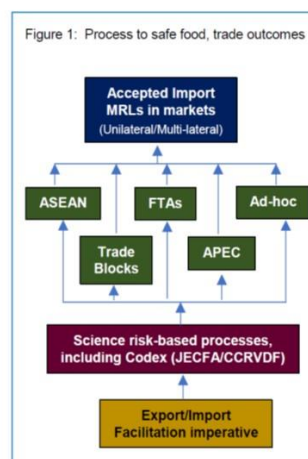 Figure 1: Process to safe food, trade outcomes
Accepted Import
MRLs in markets
(Unilateral/Multi-lateral)
ASEAN
FTAs
Ad-hoc
Trade
Blocks
APEC
Science risk-based processes,
including Codex (JECFA/CCRVDF)
Export/Import
Facilitation imperative